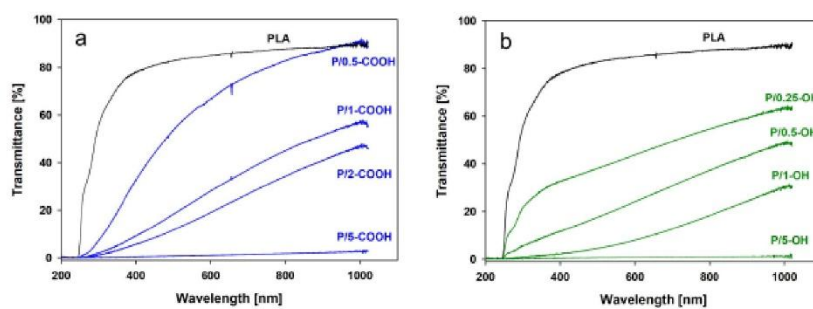 a
PLA
P/0.5-COOH
P/1-COOH
P/2-COOH
P/5-COOH
Transmittance [%]
100
80
60
40
20
0
200
400
600
800
1000
Wavelength [nm]
b
PLA
P/0.25-OH
P/0.5-OH
P/1-OH
P/5-OH
Transmittance [%]
100
80
60
40
20
0
200
400
600
800
1000
Wavelength [nm]